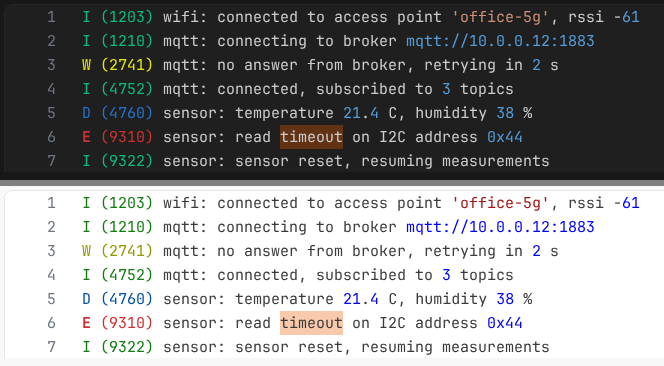 1 I (1203) wifi: connected to access point 'office-5g', rssi -61
2 I (1210) mqtt: connecting to broker mqtt://10.0.0.12:1883
3 W (2741) mqtt: no answer from broker, retrying in 2 s
4 I (4752) mqtt: connected, subscribed to 3 topics
5 D (4760) sensor: temperature 21.4 C, humidity 38 %
6 E (9310) sensor: read timeout on I2C address 0x44
7 I (9322) sensor: sensor reset, resuming measurements
1 I (1203) wifi: connected to access point 'office-5g', rssi -61
2 I (1210) mqtt: connecting to broker mqtt://10.0.0.12:1883
3 W (2741) mqtt: no answer from broker, retrying in 2 s
4 I (4752) mqtt: connected, subscribed to 3 topics
5 D (4760) sensor: temperature 21.4 C, humidity 38 %
6 E (9310) sensor: read timeout on I2C address 0x44
7 I (9322) sensor: sensor reset, resuming measurements